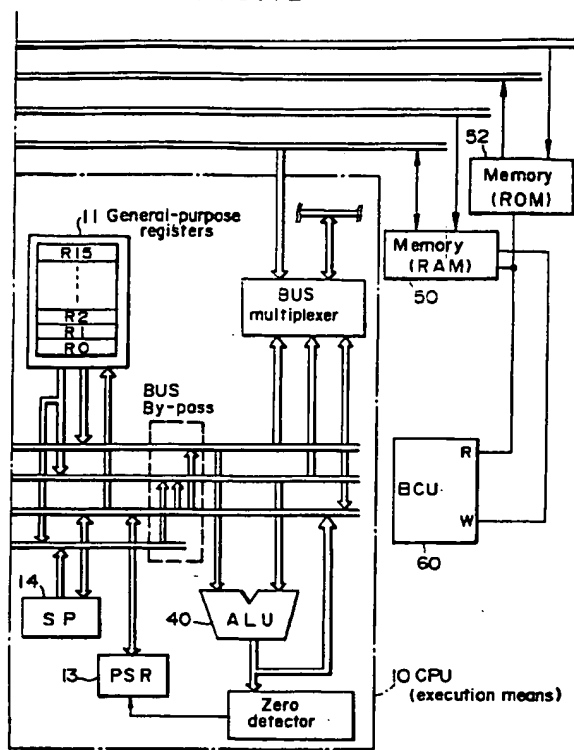 52
Memory
(ROM)
11 General-purpose
registers
R15
R2
R1
R0
BUS
multiplexer
Memory
(RAM)
50
BUS
By-pass
R
BCU
W
60
14
SP
40
ALU
13
PSR
10 CPU
(execution means)
Zero
detector